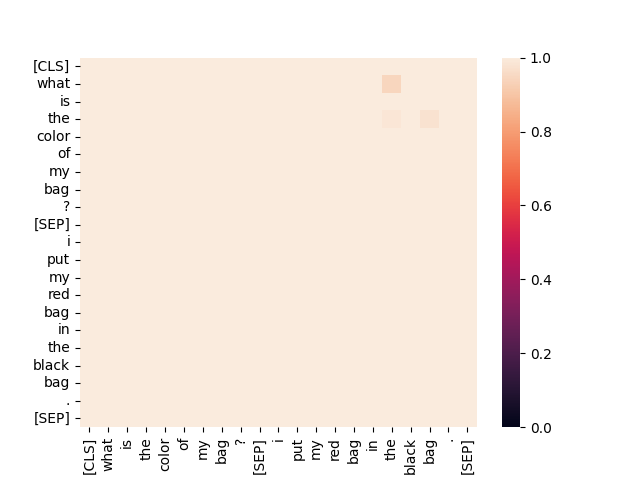 [CLS]
what
is
the
color
of
my
bag
?
[SEP]
i
put
my
red
bag
in
the
black
bag
.
[SEP]
1.0
0.8
0.6
0.4
0.2
0.0
[CLS] what is the color of my bag ? [SEP] i put my red bag in the black bag . [SEP]